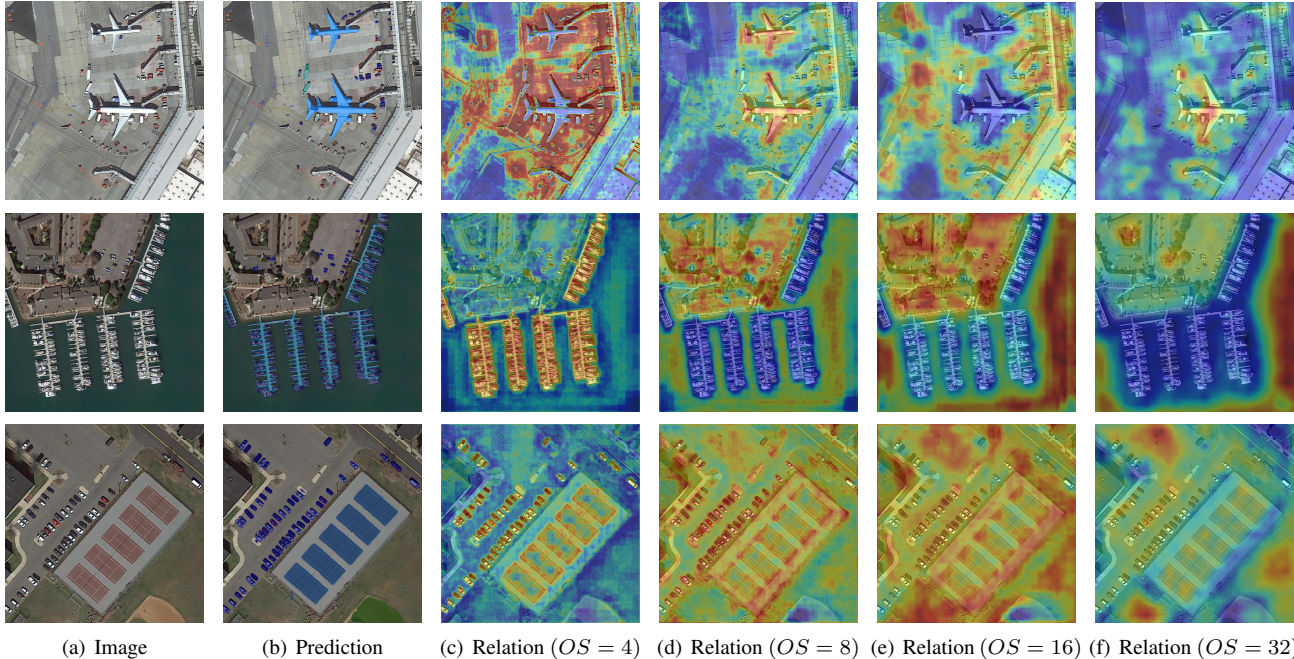 (a) Image (b) Prediction (c) Relation (OS = 4) (d) Relation (OS = 8) (e) Relation (OS = 16) (f) Relation (OS = 32)